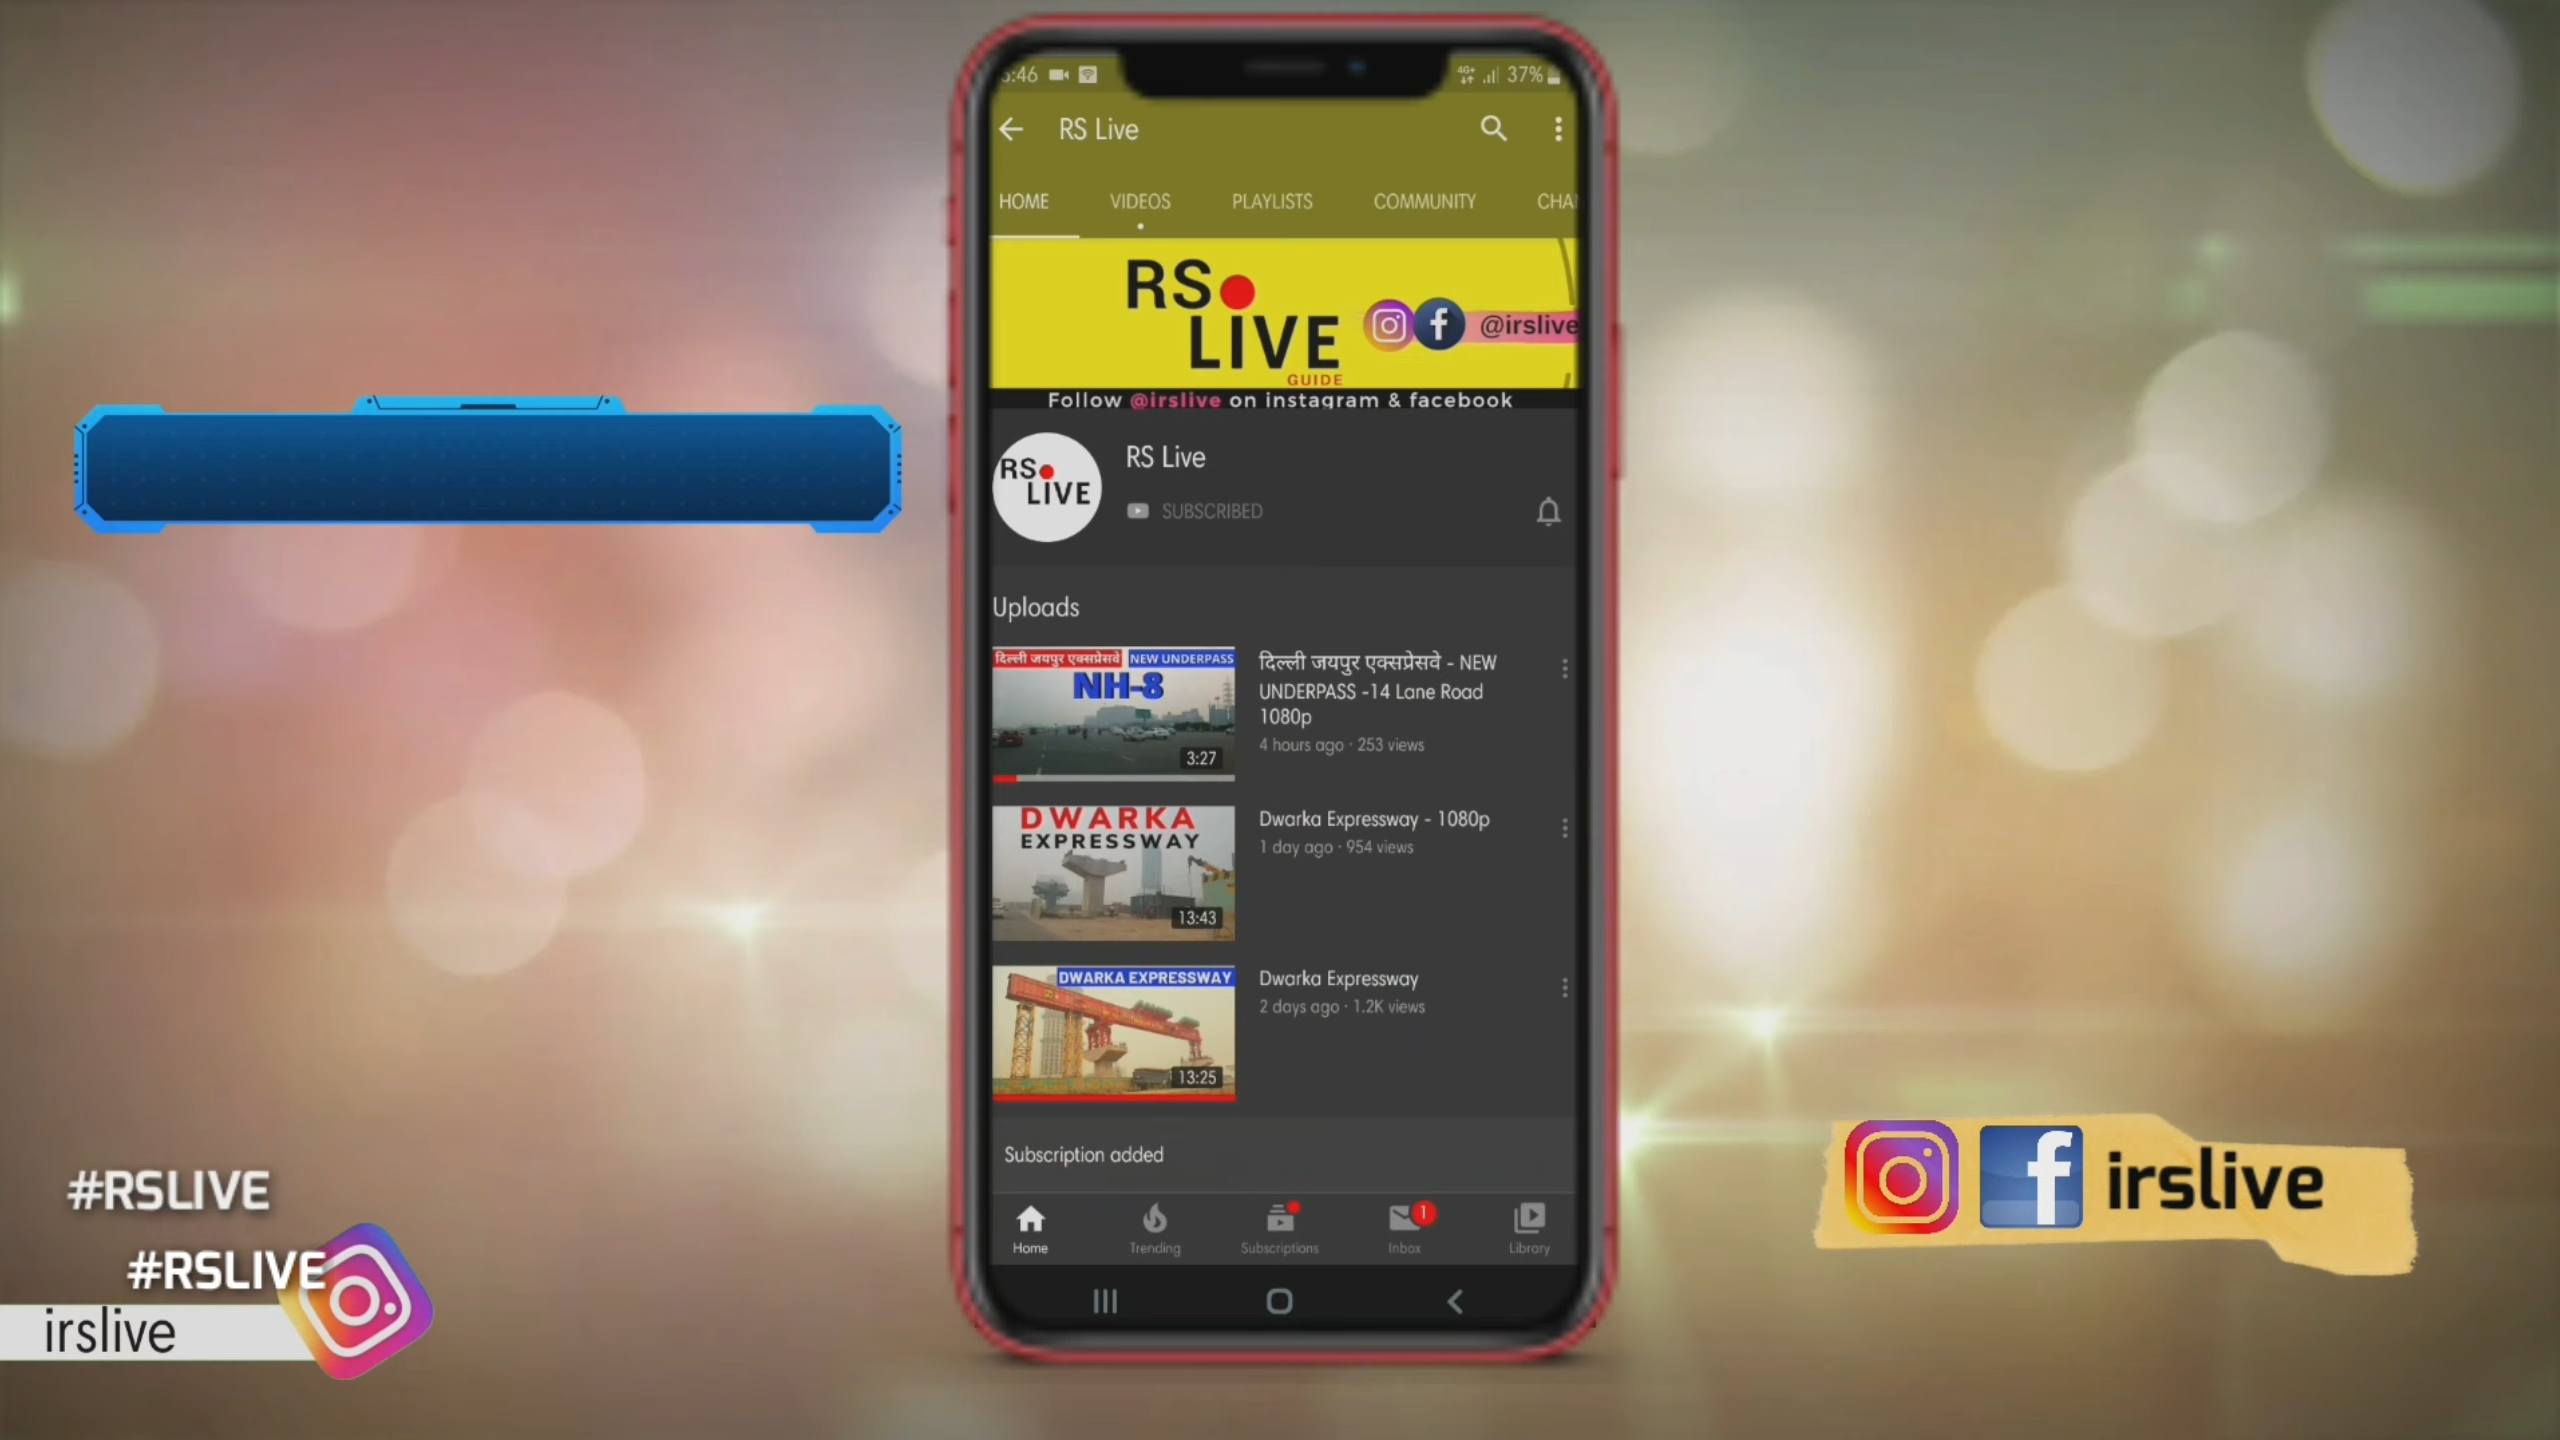 :46
4G+
37%
RS Live
HOME
VIDEOS
PLAYLISTS
COMMUNITY
CHA
RS
LIVE
GUIDE
@irslive
Follow @irslive on instagram & facebook
RS
LIVE
RS Live
SUBSCRIBED
Uploads
दिल्ली जयपुर एक्सप्रेसवे
NEW UNDERPASS
NH-8
3:27
दिल्ली जयपुर एक्सप्रेसवे - NEW
UNDERPASS -14 Lane Road
1080p
4 hours ago · 253 views
DWARKA
EXPRESSWAY
13:43
Dwarka Expressway - 1080p
1 day ago · 954 views
DWARKA EXPRESSWAY
13:25
Dwarka Expressway
2 days ago · 1.2K views
Subscription added
Home
Trending
Subscriptions
1
Inbox
Library
#RSLIVE
#RSLIVE
irslive
irslive